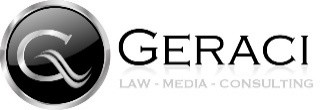 G
GERACI
LAW - MEDIA - CONSULTING